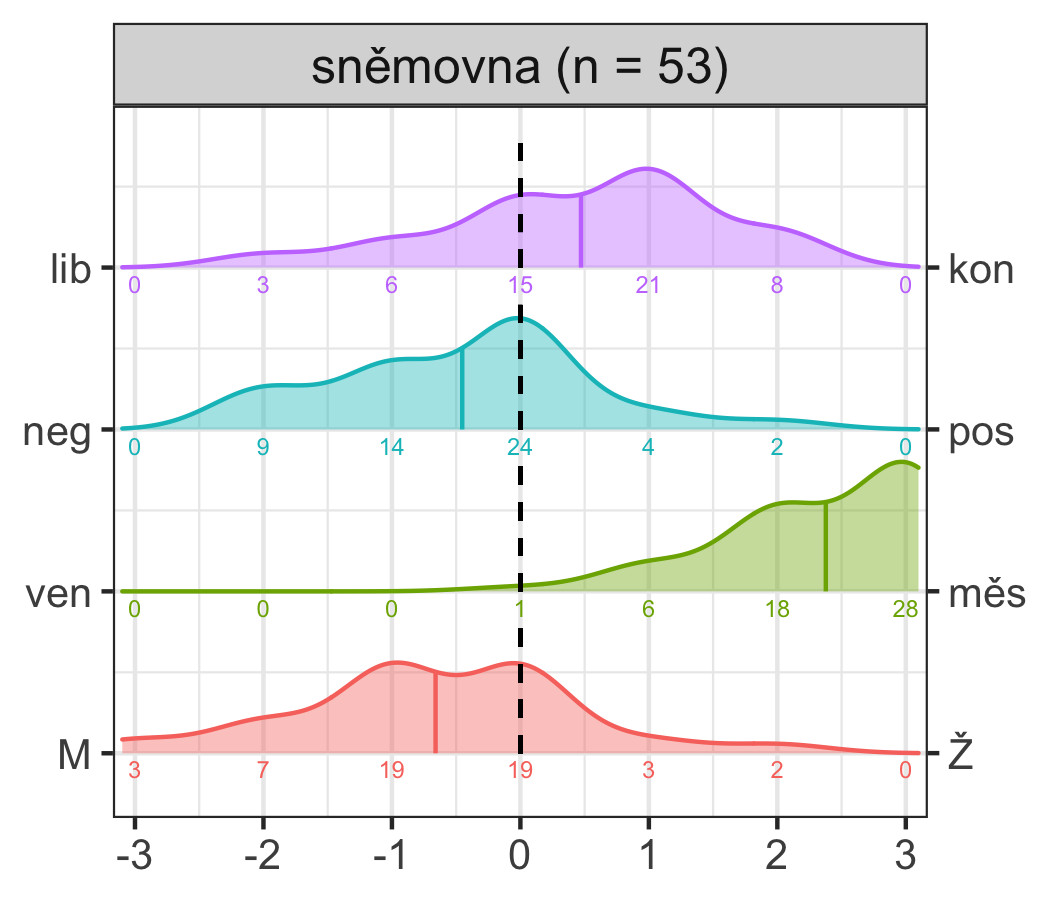 sněmovna (n = 53)
lib kon
0 3 6 15 21 8 0
neg pos
0 9 14 24 4 2 0
ven měs
0 0 0 1 6 18 28
M Ž
3 7 19 19 3 2 0
-3 -2 -1 0 1 2 3